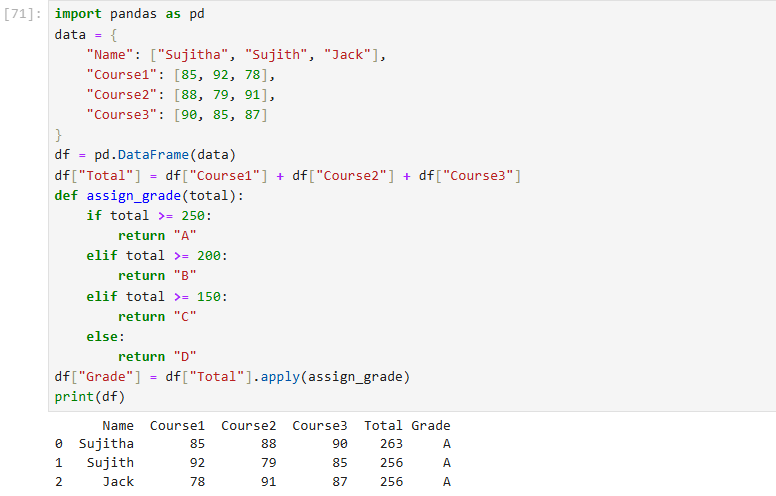 [71]: import pandas as pd
data = {
    "Name": ["Sujitha", "Sujith", "Jack"],
    "Course1": [85, 92, 78],
    "Course2": [88, 79, 91],
    "Course3": [90, 85, 87]
}
df = pd.DataFrame(data)
df["Total"] = df["Course1"] + df["Course2"] + df["Course3"]
def assign_grade(total):
    if total >= 250:
        return "A"
    elif total >= 200:
        return "B"
    elif total >= 150:
        return "C"
    else:
        return "D"
df["Grade"] = df["Total"].apply(assign_grade)
print(df)
      Name  Course1  Course2  Course3  Total Grade
0  Sujitha       85       88       90    263     A
1   Sujith       92       79       85    256     A
2     Jack       78       91       87    256     A